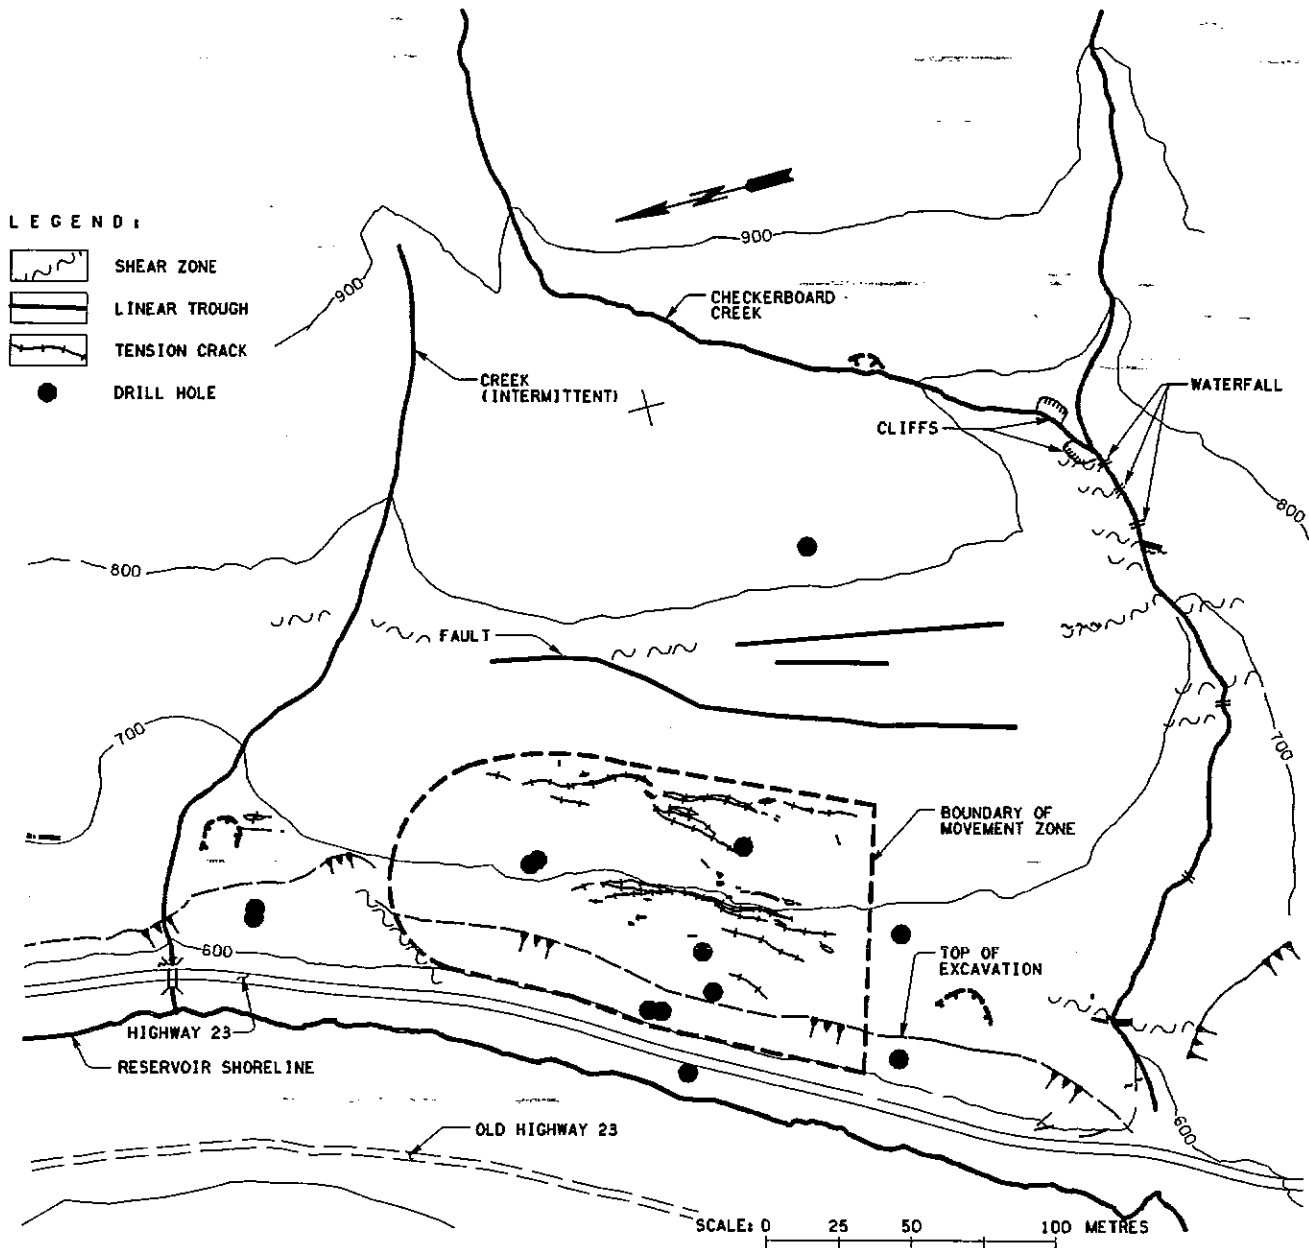 LEGEND:
SHEAR ZONE
LINEAR TROUGH
TENSION CRACK
DRILL HOLE
N
900
900
CHECKERBOARD
CREEK
CREEK
(INTERMITTENT)
WATERFALL
CLIFFS
800
800
FAULT
700
700
BOUNDARY OF
MOVEMENT ZONE
600
TOP OF
EXCAVATION
HIGHWAY 23
RESERVOIR SHORELINE
OLD HIGHWAY 23
600
SCALE: 0 25 50 100 METRES